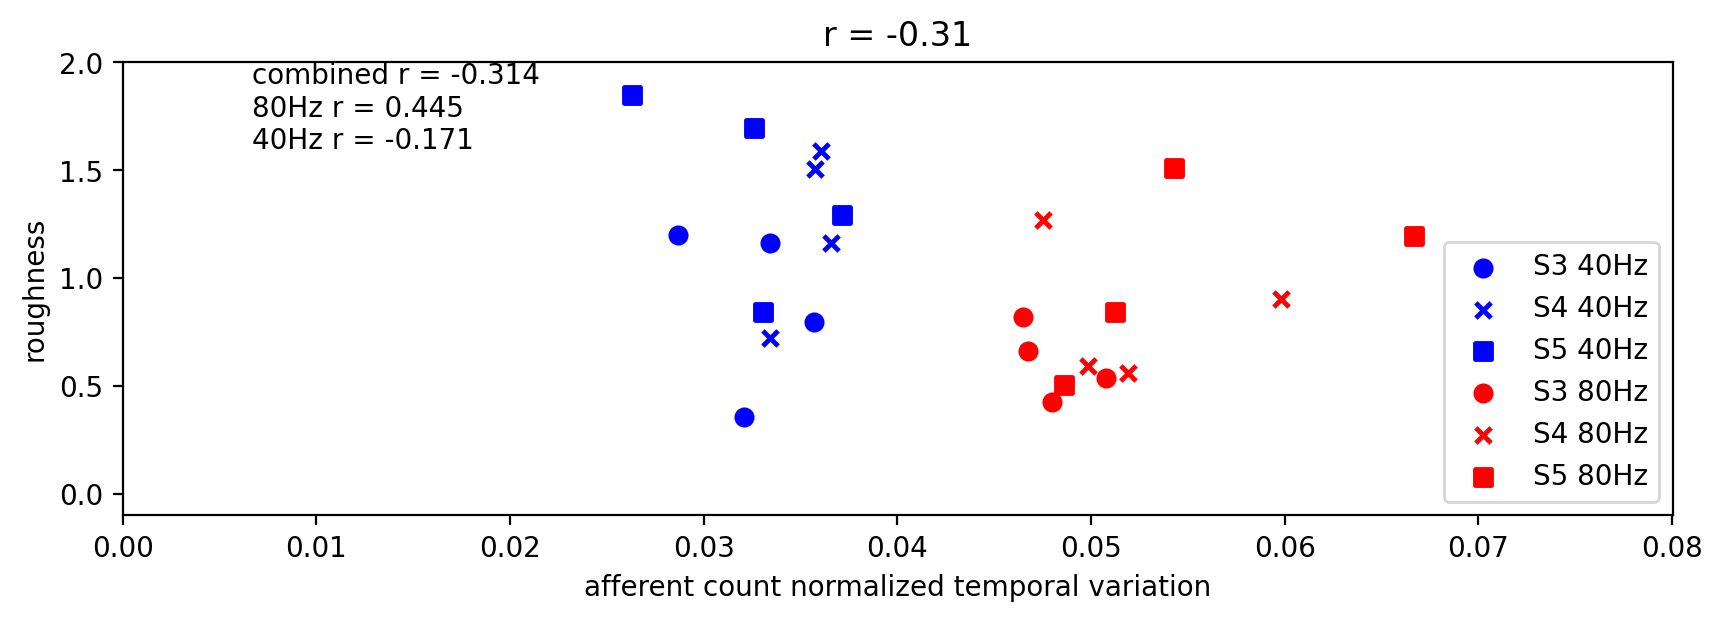 r = -0.31
combined r = -0.314
80Hz r = 0.445
40Hz r = -0.171
2.0
1.5
1.0
0.5
0.0
roughness
S3 40Hz
S4 40Hz
S5 40Hz
S3 80Hz
S4 80Hz
S5 80Hz
0.00 0.01 0.02 0.03 0.04 0.05 0.06 0.07 0.08
afferent count normalized temporal variation